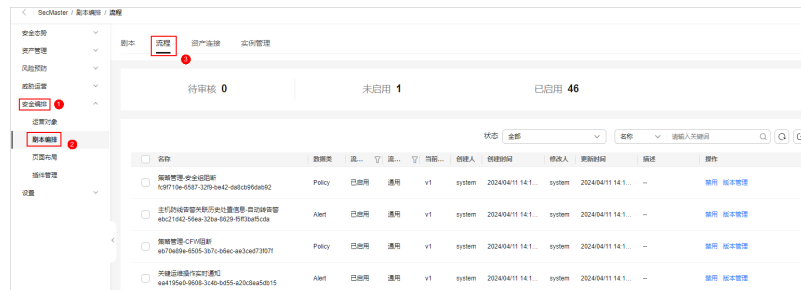 SecMaster / 剧本编排 / 流程
安全态势
资产管理
风险预防
威胁运营
安全编排 1
运营对象
剧本编排 2
页面布局
插件管理
设置
剧本 流程 资产连接 实例管理
3
待审核 0 未启用 1 已启用 46
状态 全部 名称 请输入关键词
名称 数据类 流... 流... 当前... 创建人 创建时间 修改人 更新时间 描述 操作
策略管理-安全组阻断 Policy 已启用 通用 v1 system 2024/04/11 14:1... system 2024/04/11 14:1... -- 禁用 版本管理
fc9f710e-6587-32f9-be42-da8cb96dab92
主机防线告警关联历史处置信息-自动转告警 Alert 已启用 通用 v1 system 2024/04/11 14:1... system 2024/04/11 14:1... -- 禁用 版本管理
ebc21d42-56ea-32ba-8629-f5ff3baf5cda
策略管理-CFW阻断 Policy 已启用 通用 v1 system 2024/04/11 14:1... system 2024/04/11 14:1... -- 禁用 版本管理
eb70e89e-6505-3b7c-b6ec-ae3ced73f07f
关键运维操作实时通知 Alert 已启用 通用 v1 system 2024/04/11 14:1... system 2024/04/11 14:1... -- 禁用 版本管理
ea4195e0-9608-3c4b-bd55-a20c8ea5db15